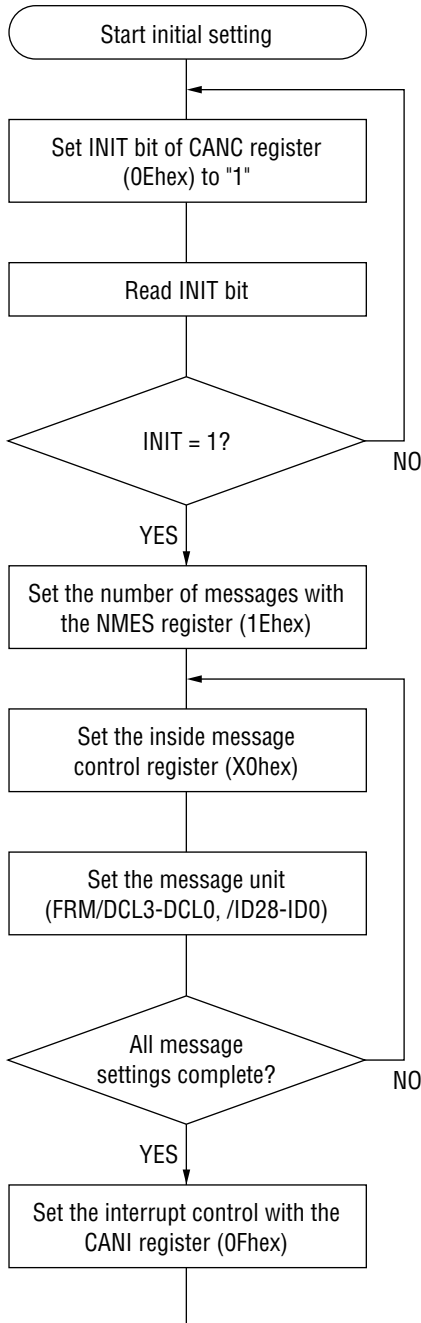 Start initial setting
Set INIT bit of CANC register
(0Ehex) to "1"
Read INIT bit
INIT = 1?
NO
YES
Set the number of messages with
the NMES register (1Ehex)
Set the inside message
control register (X0hex)
Set the message unit
(FRM/DCL3-DCL0, /ID28-ID0)
All message
settings complete?
NO
YES
Set the interrupt control with the
CANI register (0Fhex)